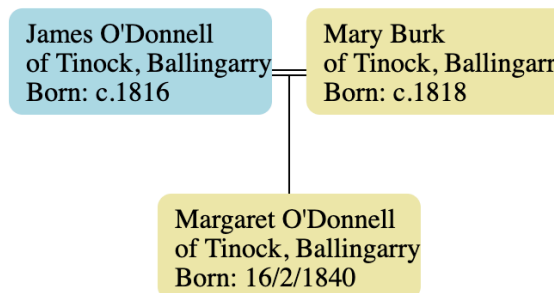 James O'Donnell
of Tinock, Ballingarry
Born: c.1816
Mary Burk
of Tinock, Ballingarr
Born: c.1818
Margaret O'Donnell
of Tinock, Ballingarry
Born: 16/2/1840